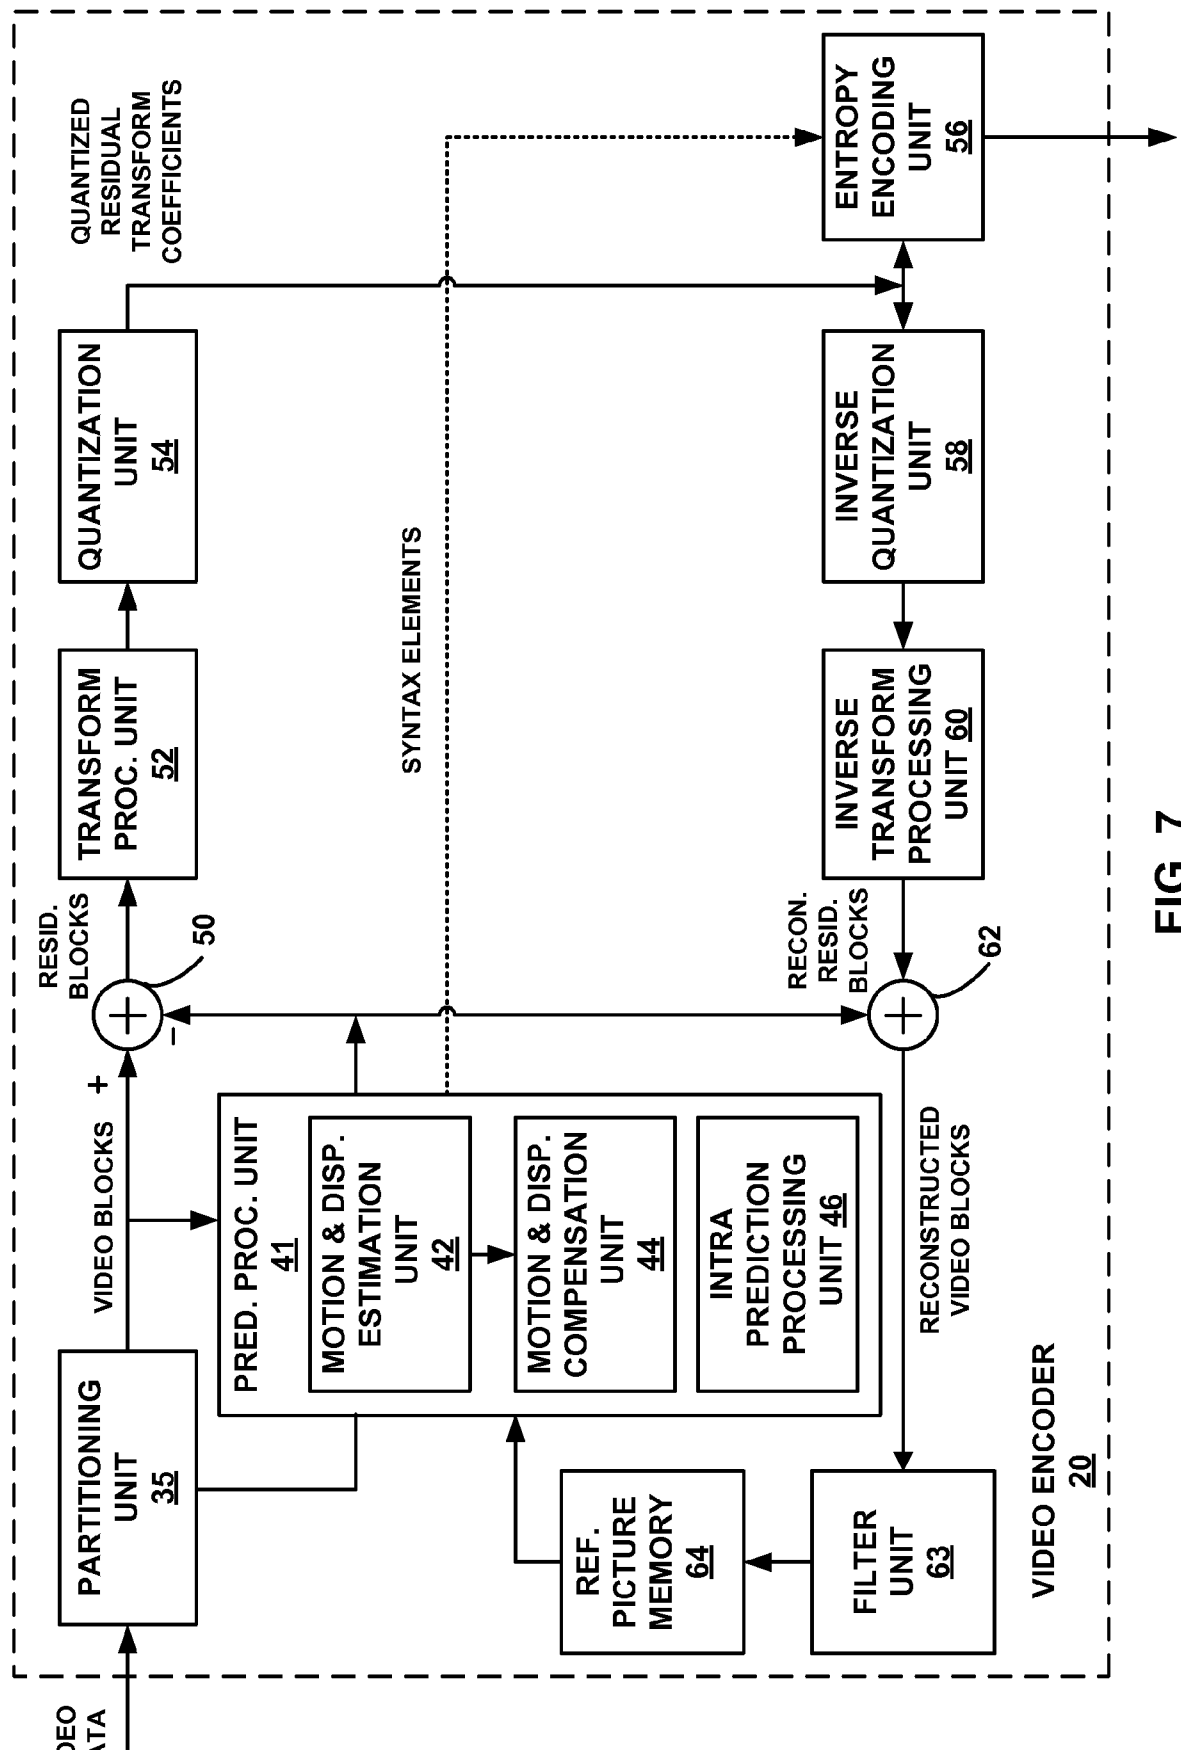 QUANTIZED
RESIDUAL
TRANSFORM
COEFFICIENTS
ENTROPY
ENCODING
UNIT
56
QUANTIZATION
UNIT
54
INVERSE
QUANTIZATION
UNIT
58
SYNTAX ELEMENTS
TRANSFORM
PROC. UNIT
52
INVERSE
TRANSFORM
PROCESSING
UNIT 60
RESID.
BLOCKS
50
RECON.
RESID.
BLOCKS
62
+
−
+
+
VIDEO BLOCKS
PRED. PROC. UNIT
41
MOTION & DISP.
ESTIMATION
UNIT
42
MOTION & DISP.
COMPENSATION
UNIT
44
INTRA
PREDICTION
PROCESSING
UNIT 46
RECONSTRUCTED
VIDEO BLOCKS
PARTITIONING
UNIT
35
REF.
PICTURE
MEMORY
64
FILTER
UNIT
63
VIDEO ENCODER
20
FIG. 7